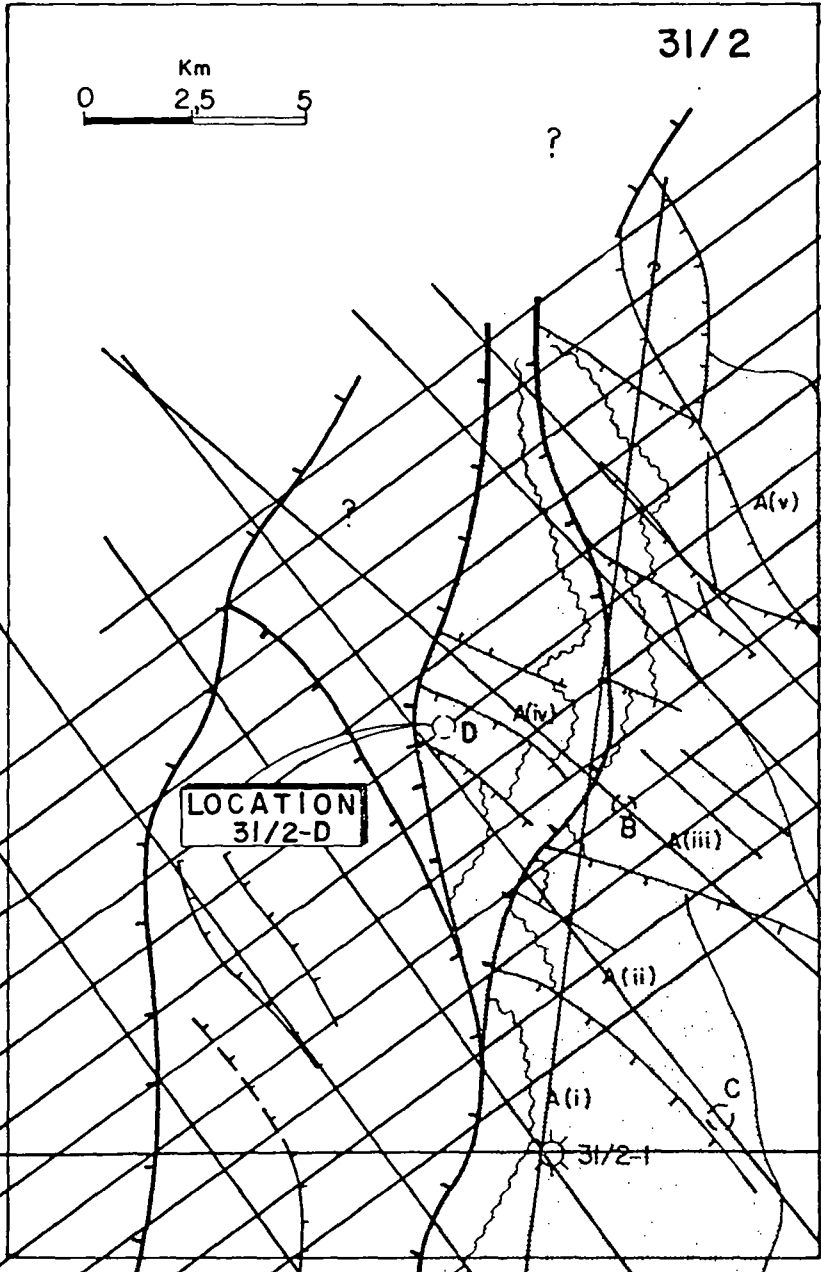 31/2
Km
0 2,5 5
?
?
?
A(v)
A(iv)
D
LOCATION
31/2-D
B
A(iii)
A(ii)
C
A(i)
31/2-1